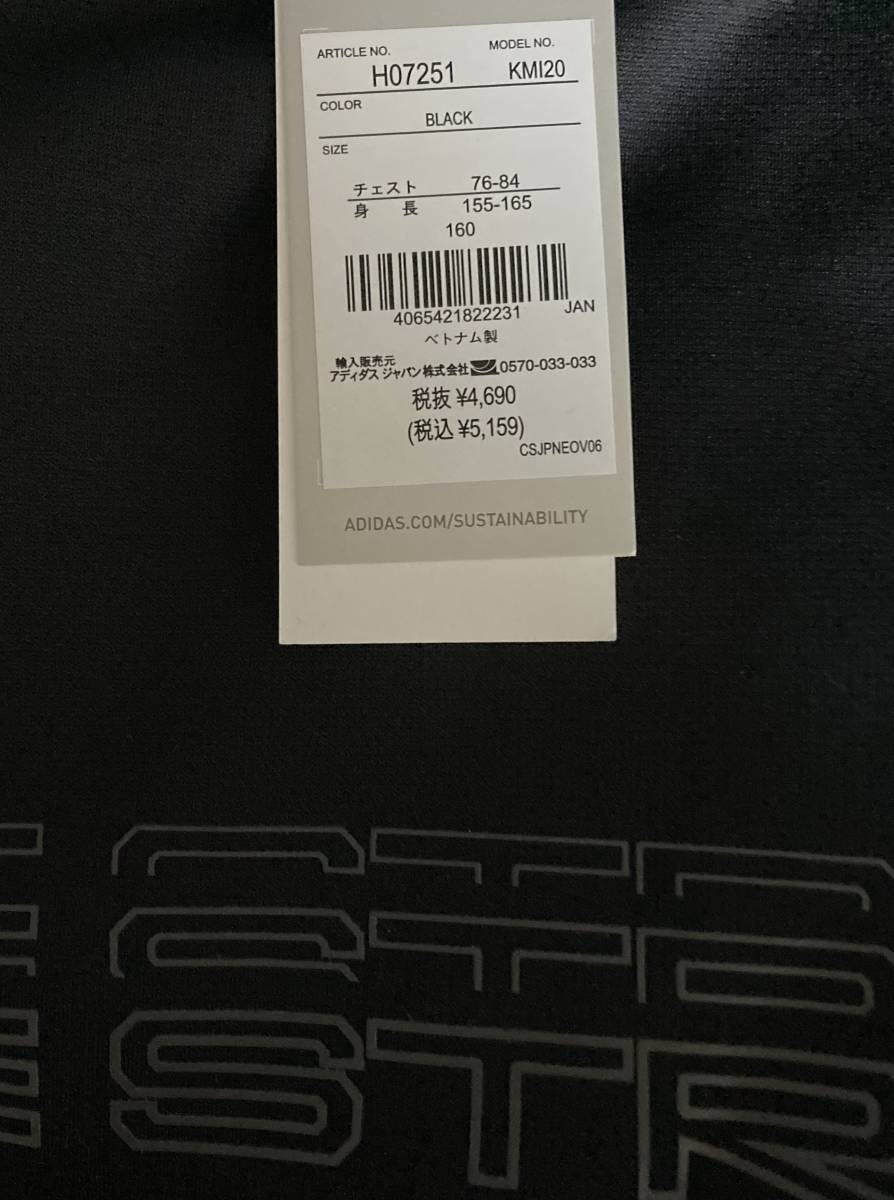 ARTICLE NO. MODEL NO.
H07251 KMI20
COLOR
BLACK
SIZE
チェスト 76-84
身 長 155-165
160
4065421822231 JAN
ベトナム製
輸入販売元
アディダス ジャパン株式会社 0570-033-033
税抜 ¥4,690
(税込 ¥5,159)
CSJPNEOV06
ADIDAS.COM/SUSTAINABILITY
STR
STR
STR